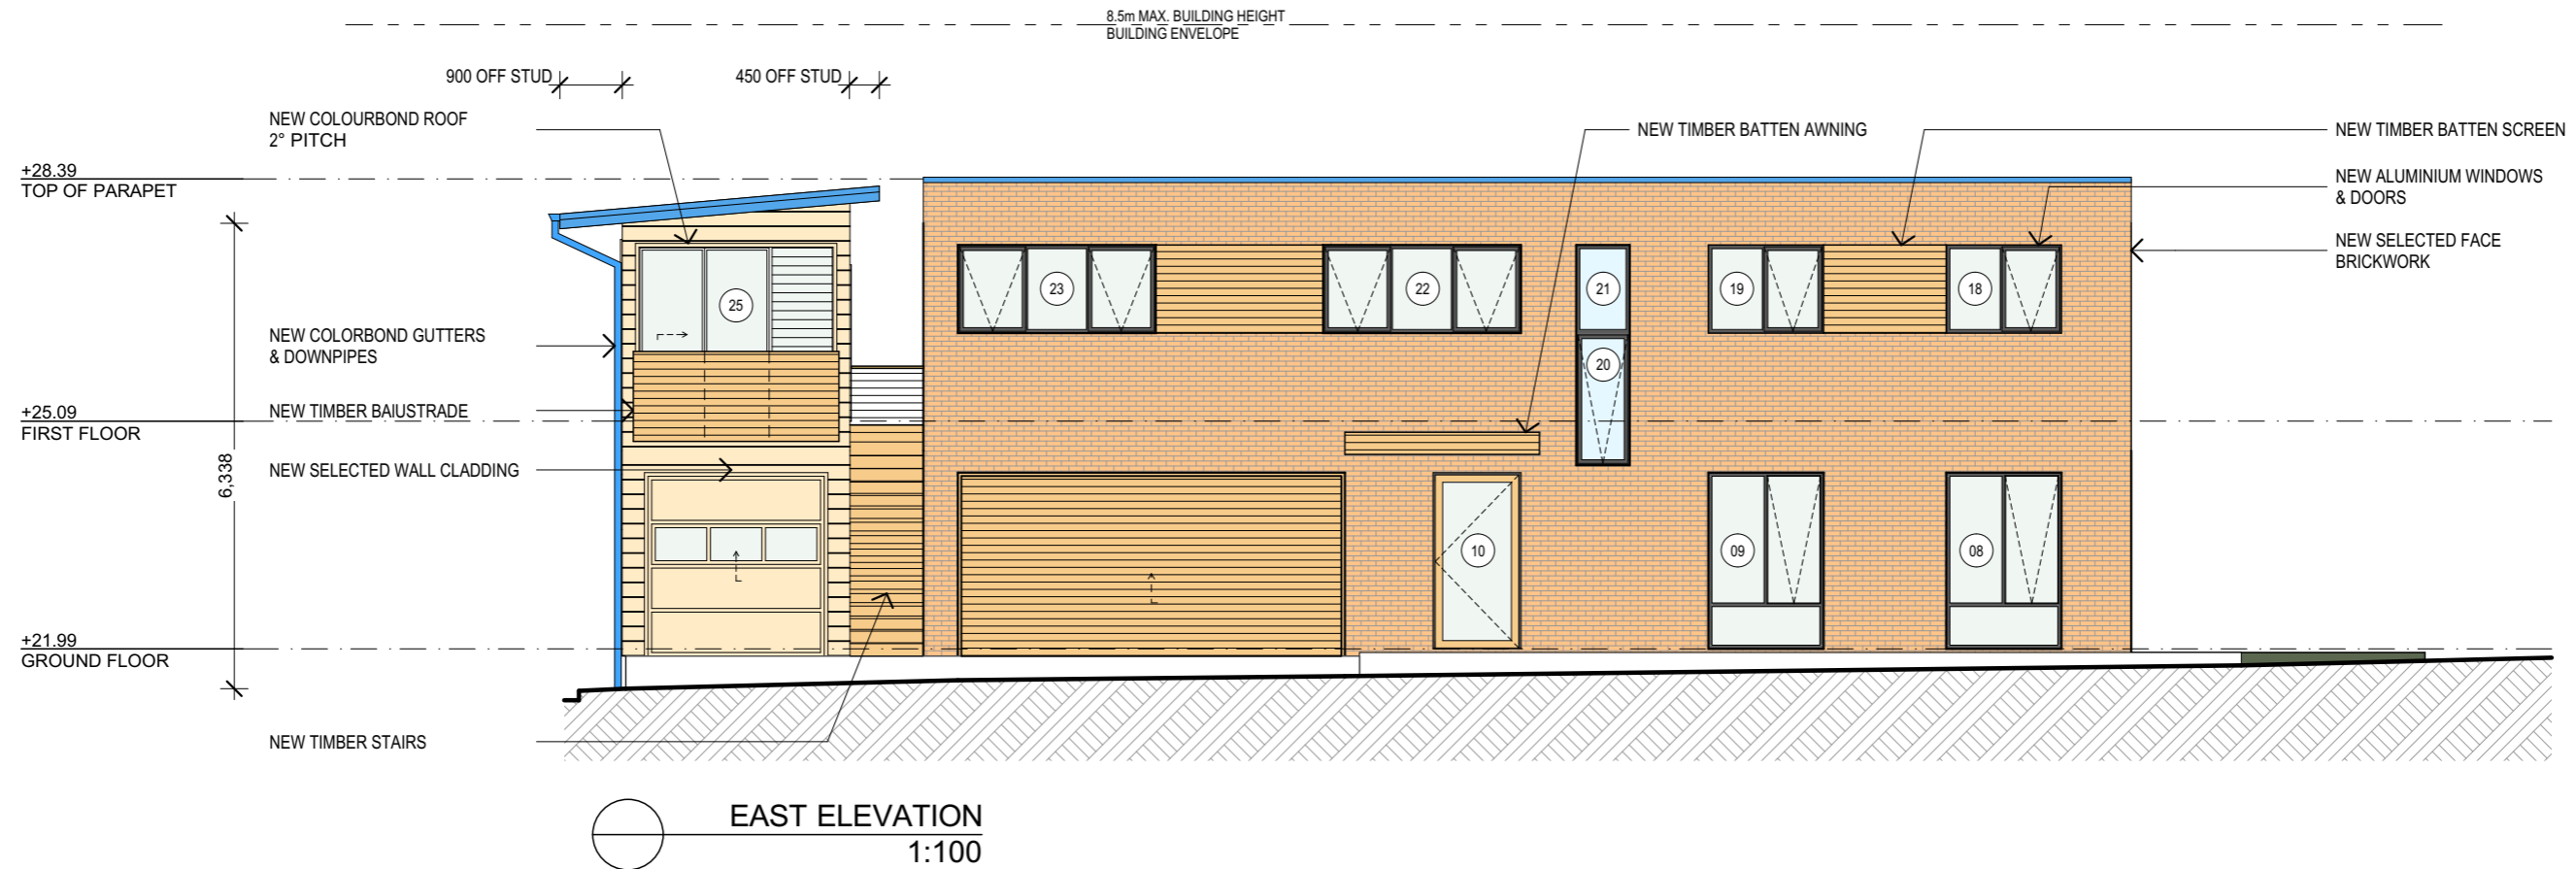 8.5m MAX. BUILDING HEIGHT
BUILDING ENVELOPE
900 OFF STUD
450 OFF STUD
NEW COLOURBOND ROOF
2° PITCH
NEW TIMBER BATTEN AWNING
NEW TIMBER BATTEN SCREEN
+28.39
TOP OF PARAPET
NEW ALUMINIUM WINDOWS
& DOORS
NEW SELECTED FACE
BRICKWORK
23
22
21
19
18
25
20
NEW COLORBOND GUTTERS
& DOWNPIPES
+25.09
FIRST FLOOR
NEW TIMBER BAIUSTRADE
NEW SELECTED WALL CLADDING
6,338
10
09
08
+21.99
GROUND FLOOR
NEW TIMBER STAIRS
EAST ELEVATION
1:100